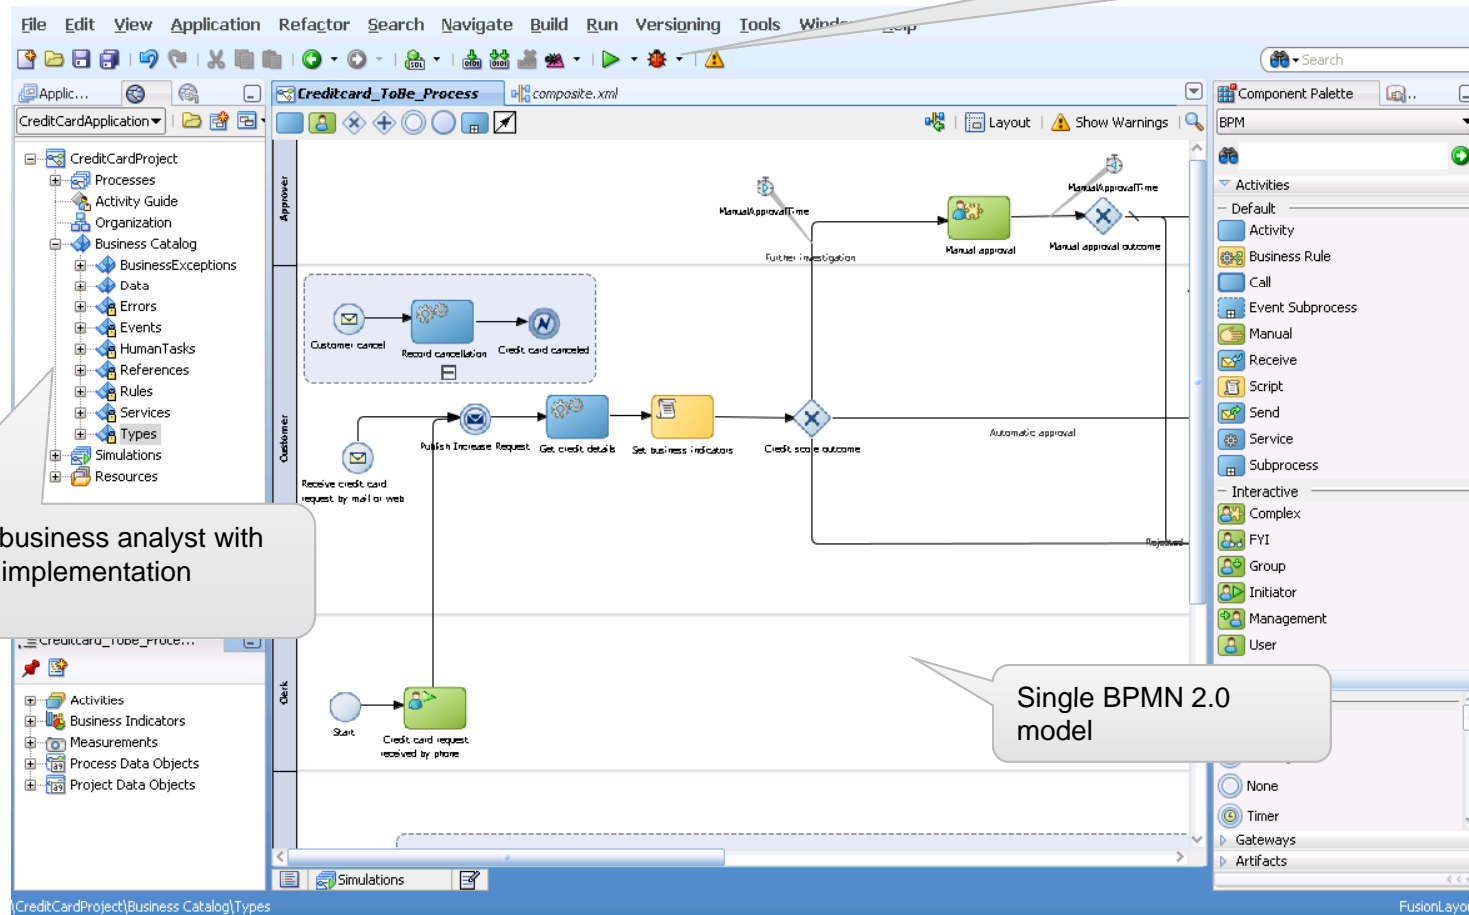 File Edit View Application Refactor Search Navigate Build Run Versioning Tools Window Help
Search
Applic...
Creditcard_ToBe_Process
composite.xml
Component Palette
CreditCardApplication
Layout
Show Warnings
BPM
CreditCardProject
Processes
Activity Guide
Organization
Business Catalog
BusinessExceptions
Data
Errors
Events
HumanTasks
References
Rules
Services
Types
Simulations
Resources
business analyst with
implementation
Creditcard_ToBe_Proce...
Activities
Business Indicators
Measurements
Process Data Objects
Project Data Objects
Approver
ManualApprovalTime
ManualApprovalTime
Manual approval
Manual approval outcome
Further investigation
Customer
Customer cancel
Record cancellation
Credit card canceled
Publish Increase Request
Get credit details
Set business indicators
Credit score outcome
Automatic approval
Receive credit card
request by mail or web
Rejected
Clerk
Start
Credit card request
received by phone
Single BPMN 2.0
model
Activities
Default
Activity
Business Rule
Call
Event Subprocess
Manual
Receive
Script
Send
Service
Subprocess
Interactive
Complex
FYI
Group
Initiator
Management
User
None
Timer
Gateways
Artifacts
Simulations
\CreditCardProject\Business Catalog\Types
FusionLayou